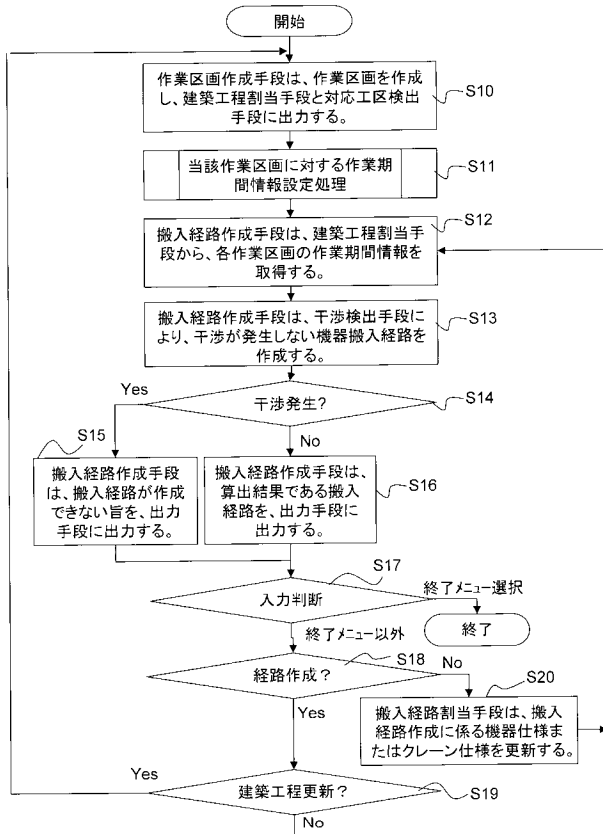 開始
作業区画作成手段は、作業区画を作成
し、建築工程割当手段と対応工区検出
手段に出力する。
S10
当該作業区画に対する作業期
間情報設定処理
S11
搬入経路作成手段は、建築工程割当手段
から、各作業区画の作業期間情報を
取得する。
S12
搬入経路作成手段は、干渉検出手段に
より、干渉が発生しない機器搬入経路を
作成する。
S13
干渉発生?
S14
Yes
No
搬入経路作成手段
は、搬入経路が作成
できない旨を、出力
手段に出力する。
S15
搬入経路作成手段は、
算出結果である搬入
経路を、出力手段に
出力する。
S16
入力判断
S17
終了メニュー選択
終了
終了メニュー以外
経路作成?
S18
No
Yes
搬入経路割当手段は、搬入
経路作成に係る機器仕様ま
たはクレーン仕様を更新する。
S20
建築工程更新?
S19
Yes
No